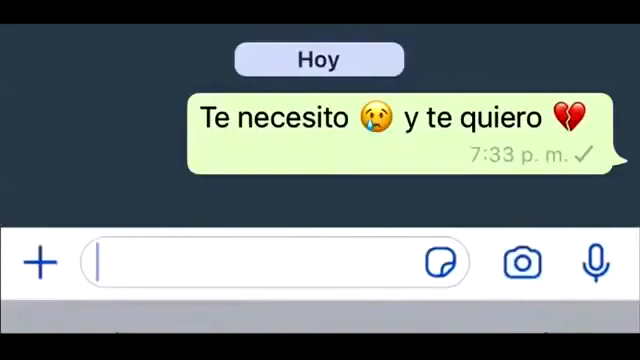 Hoy
Te necesito 😢 y te quiero 💔
7:33 p. m. ✓